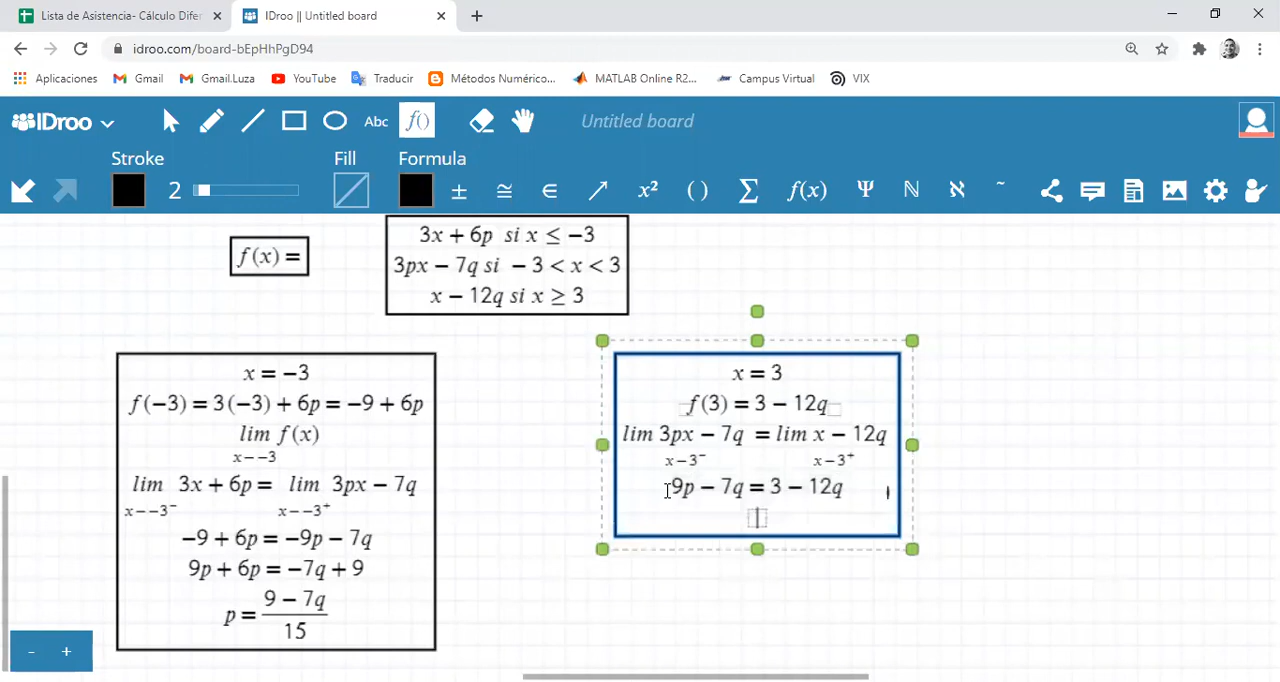 Lista de Asistencia- Cálculo Difer
IDroo || Untitled board
idroo.com/board-bEpHhPgD94
Aplicaciones Gmail Gmail.Luza YouTube Traducir Métodos Numérico... MATLAB Online R2... Campus Virtual VIX
IDroo Abc f() Untitled board
Stroke Fill Formula
2 ± ≅ ∈ x² ( ) Σ f(x) Ψ ℕ ℵ ~
3x + 6p si x ≤ −3
f(x) = 3px − 7q si − 3 < x < 3
x − 12q si x ≥ 3
x = −3
f(−3) = 3(−3) + 6p = −9 + 6p
lim f(x)
x−−3
lim 3x + 6p = lim 3px − 7q
x−−3⁻ x−−3⁺
−9 + 6p = −9p − 7q
9p + 6p = −7q + 9
p = 9 − 7q
15
x = 3
f(3) = 3 − 12q
lim 3px − 7q = lim x − 12q
x−3⁻ x−3⁺
9p − 7q = 3 − 12q
- +